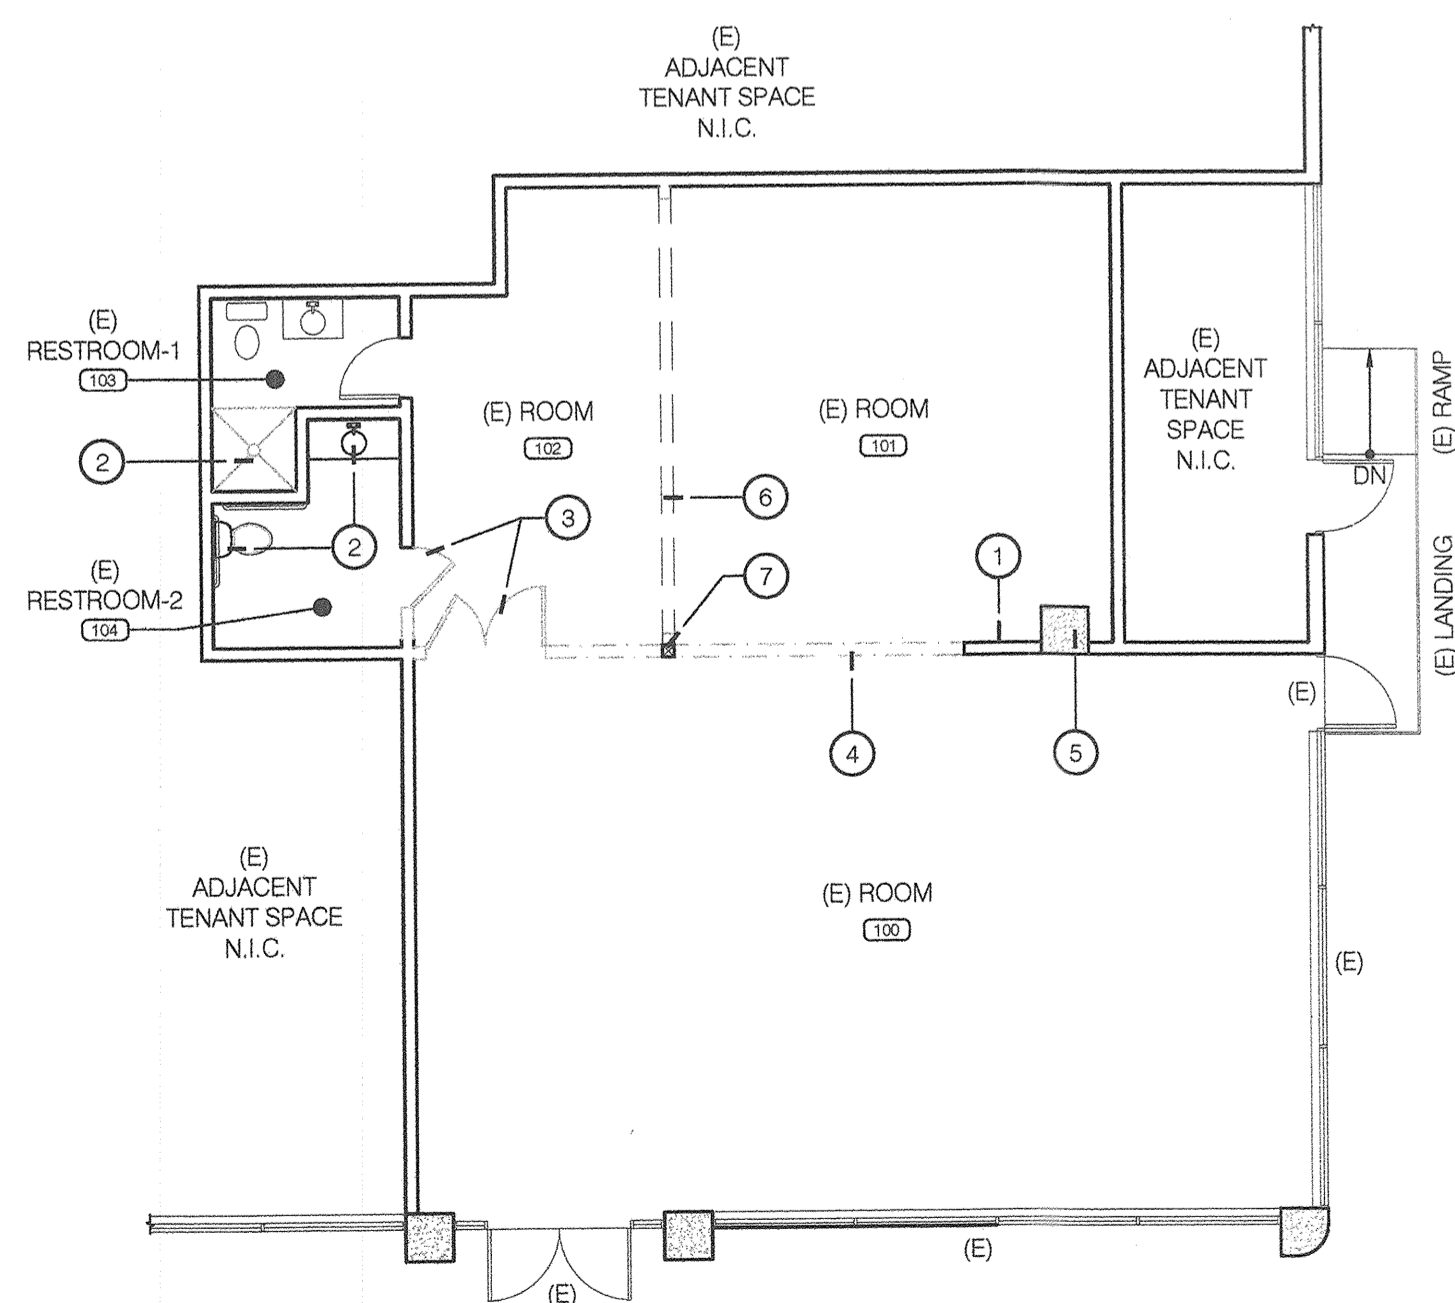 (E)
ADJACENT
TENANT SPACE
N.I.C.
(E)
RESTROOM-1
103
2
2
(E)
RESTROOM-2
104
(E) ROOM
102
3
(E) ROOM
101
6
7
1
4
5
(E)
ADJACENT
TENANT
SPACE
N.I.C.
(E) RAMP
DN
(E) LANDING
(E)
(E)
ADJACENT
TENANT SPACE
N.I.C.
(E) ROOM
100
(E)
(E)
(E)